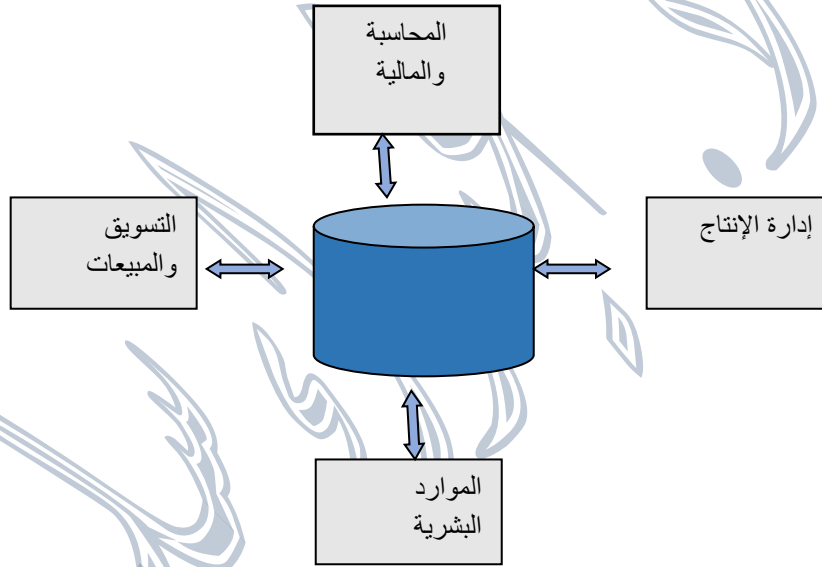 المحاسبة
والمالية
إدارة الإنتاج
التسويق
والمبيعات
الموارد
البشرية